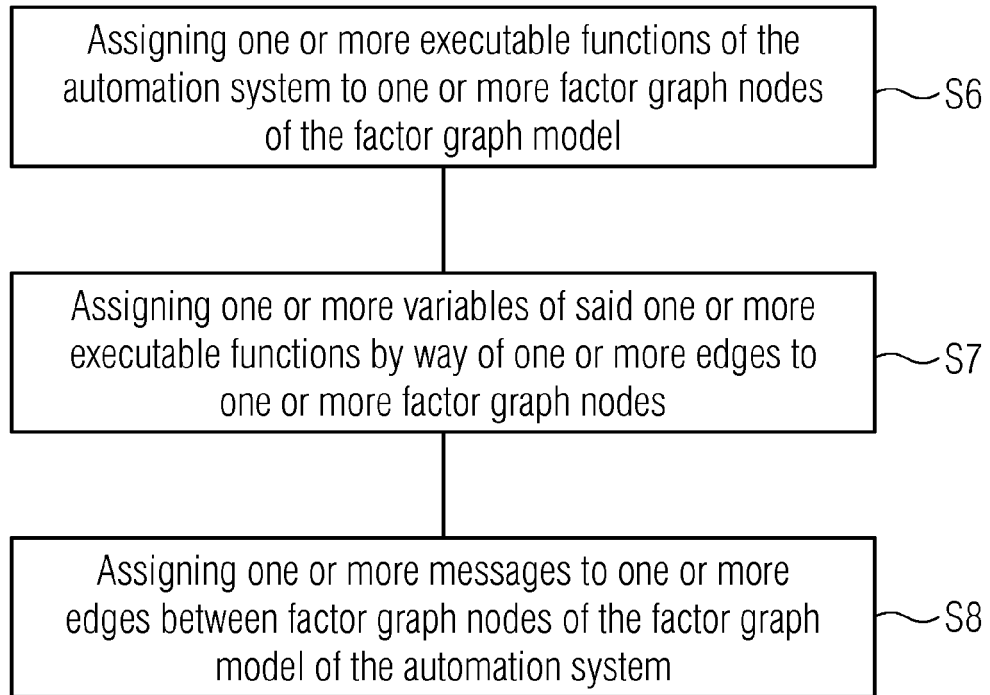 Assigning one or more executable functions of the
automation system to one or more factor graph nodes
of the factor graph model
S6
Assigning one or more variables of said one or more
executable functions by way of one or more edges to
one or more factor graph nodes
S7
Assigning one or more messages to one or more
edges between factor graph nodes of the factor graph
model of the automation system
S8